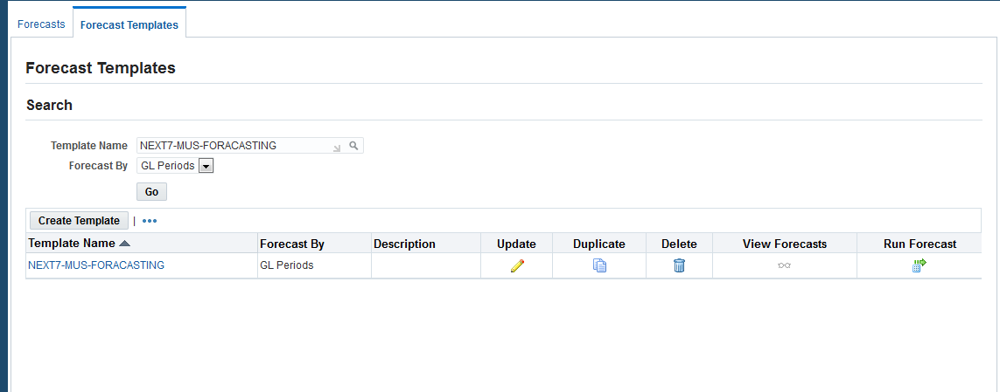 Forecasts Forecast Templates
Forecast Templates
Search
Template Name NEXT7-MUS-FORACASTING
Forecast By GL Periods
Go
Create Template | •••
Template Name Forecast By Description Update Duplicate Delete View Forecasts Run Forecast
NEXT7-MUS-FORACASTING GL Periods